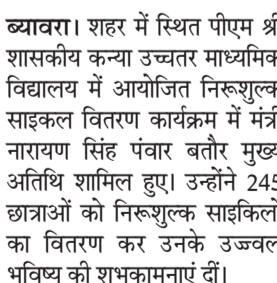 ब्यावरा। शहर में स्थित पीएम श्री
शासकीय कन्या उच्चतर माध्यमिक
विद्यालय में आयोजित निरूशुल्क
साइकल वितरण कार्यक्रम में मंत्री
नारायण सिंह पंवार बतौर मुख्य
अतिथि शामिल हुए। उन्होंने 245
छात्राओं को निरूशुल्क साइकिलों
का वितरण कर उनके उज्ज्वल
भविष्य की शुभकामनाएं दीं।